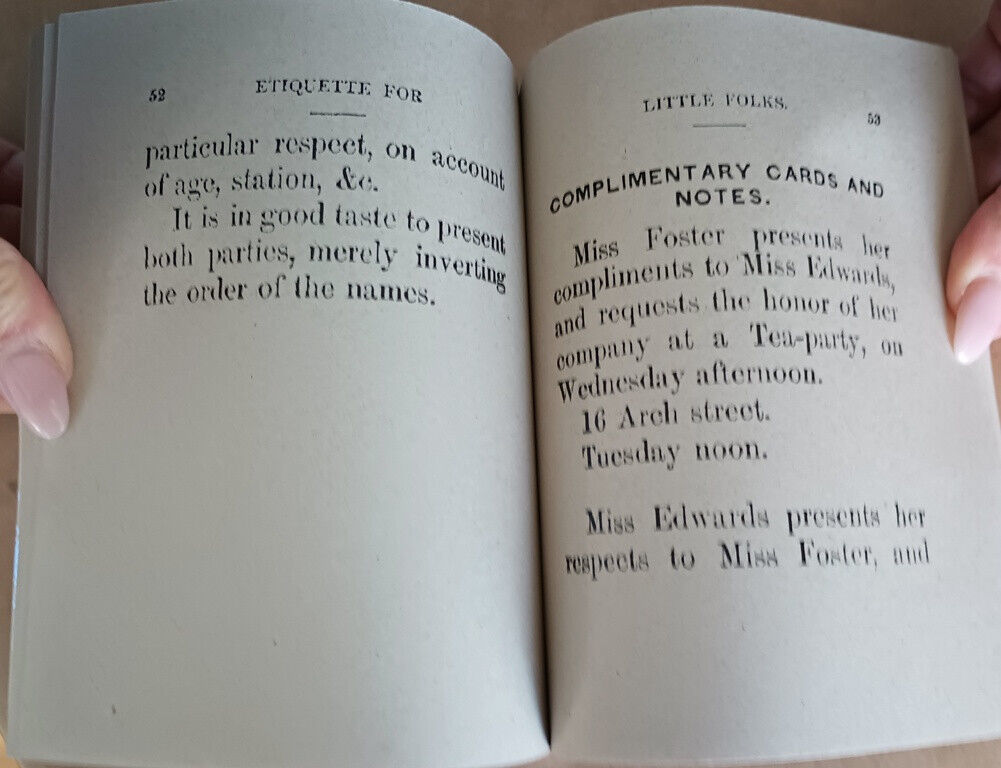 52
ETIQUETTE FOR
particular respect, on account
of age, station, &c.
It is in good taste to present
both parties, merely inverting
the order of the names.
LITTLE FOLKS.
53
COMPLIMENTARY CARDS AND
NOTES.
Miss Foster presents her
compliments to Miss Edwards,
and requests the honor of her
company at a Tea-party, on
Wednesday afternoon.
16 Arch street.
Tuesday noon.
Miss Edwards presents her
respects to Miss Foster, and